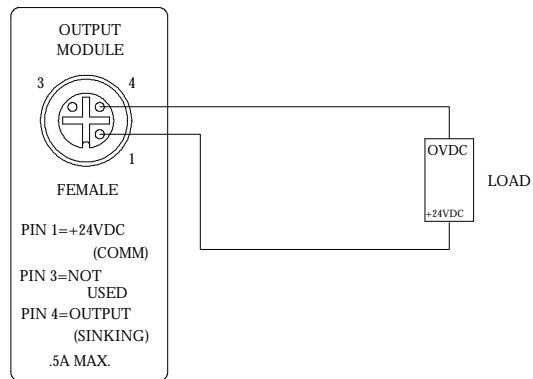 OUTPUT
MODULE
3
4
1
FEMALE
PIN 1=+24VDC
(COMM)
PIN 3=NOT
USED
PIN 4=OUTPUT
(SINKING)
.5A MAX.
OVDC
LOAD
+24VDC